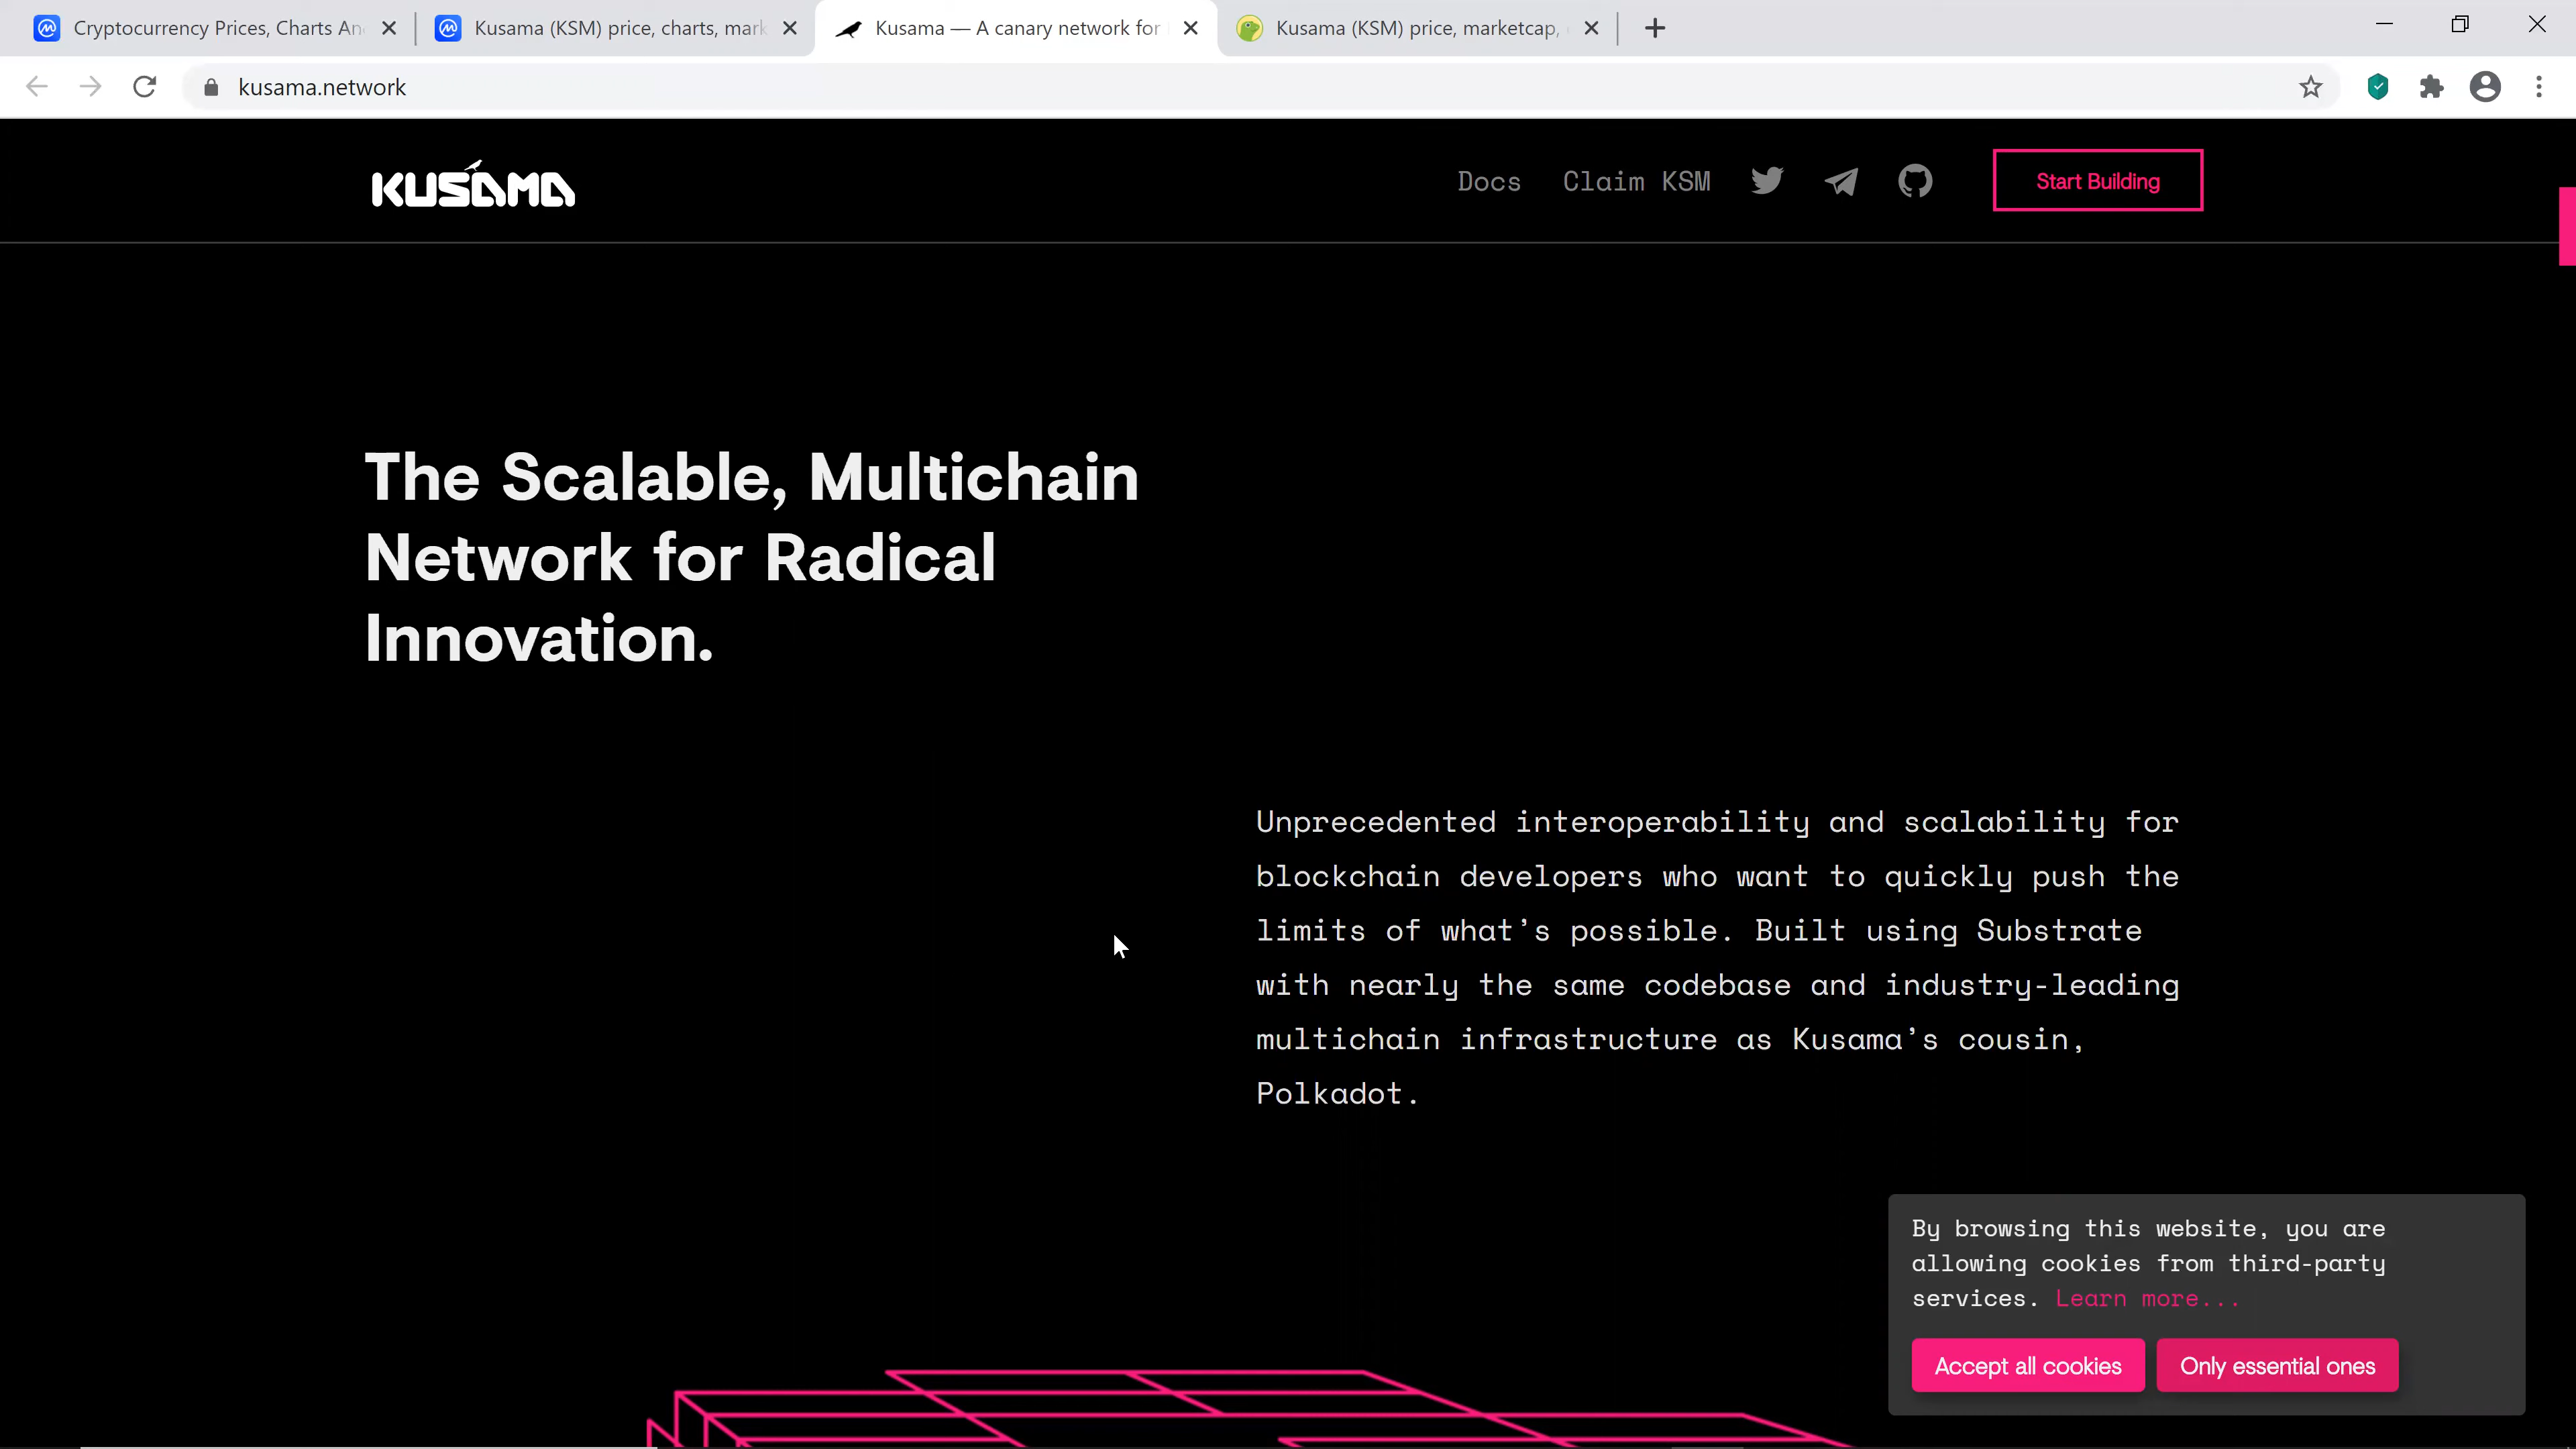 Cryptocurrency Prices, Charts An
Kusama (KSM) price, charts, mark
Kusama — A canary network for
Kusama (KSM) price, marketcap,
kusama.network
KUSAMA
Docs
Claim KSM
Start Building
The Scalable, Multichain
Network for Radical
Innovation.
Unprecedented interoperability and scalability for
blockchain developers who want to quickly push the
limits of what’s possible. Built using Substrate
with nearly the same codebase and industry-leading
multichain infrastructure as Kusama’s cousin,
Polkadot.
By browsing this website, you are
allowing cookies from third-party
services. Learn more...
Accept all cookies
Only essential ones